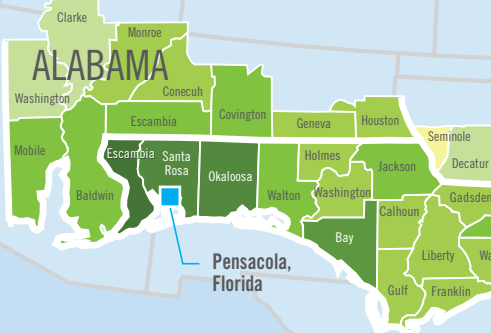 Clarke
Monroe
ALABAMA
Washington
Conecuh
Covington
Escambia
Geneva
Houston
Seminole
Mobile
Escambia
Santa
Rosa
Okaloosa
Holmes
Jackson
Decatur
Baldwin
Walton
Washington
Gadsden
Calhoun
Bay
Liberty
Wa
Pensacola,
Florida
Gulf
Franklin